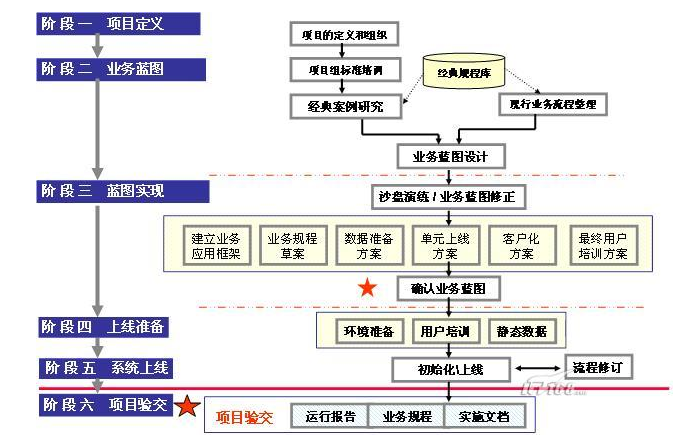 阶 段 一 项目定义
项目的定义和组织
阶 段 二 业务蓝图
项目组标准培训
经典规程库
经典案例研究
现行业务流程整理
业务蓝图设计
阶 段 三 蓝图实现
沙盘演练 / 业务蓝图修正
建立业务
应用框架
业务规程
草案
数据准备
方案
单元上线
方案
客户化
方案
最终用户
培训方案
确认业务蓝图
阶 段 四 上线准备
环境准备
用户培训
静态数据
阶 段 五 系统上线
初始化\上线
流程修订
阶 段 六 项目验交
项目验交
运行报告
业务规程
实施文档